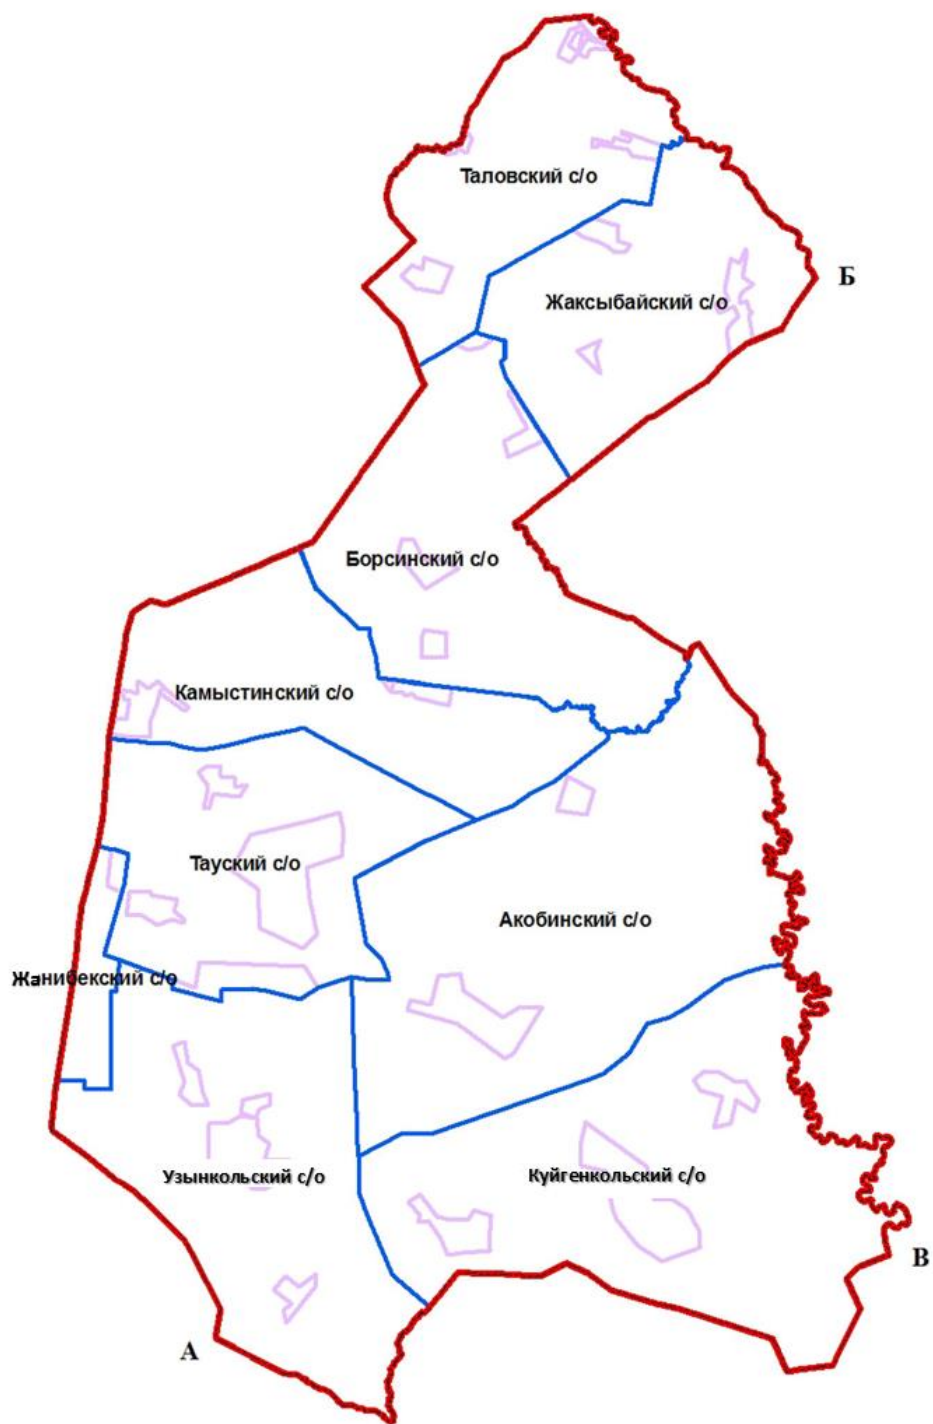 Таловский с/о
Б
Жаксыбайский с/о
Борсинский с/о
Камыстинский с/о
Тауский с/о
Акобинский с/о
Жанибекский с/о
Узынкольский с/о
Куйгенкольский с/о
В
А